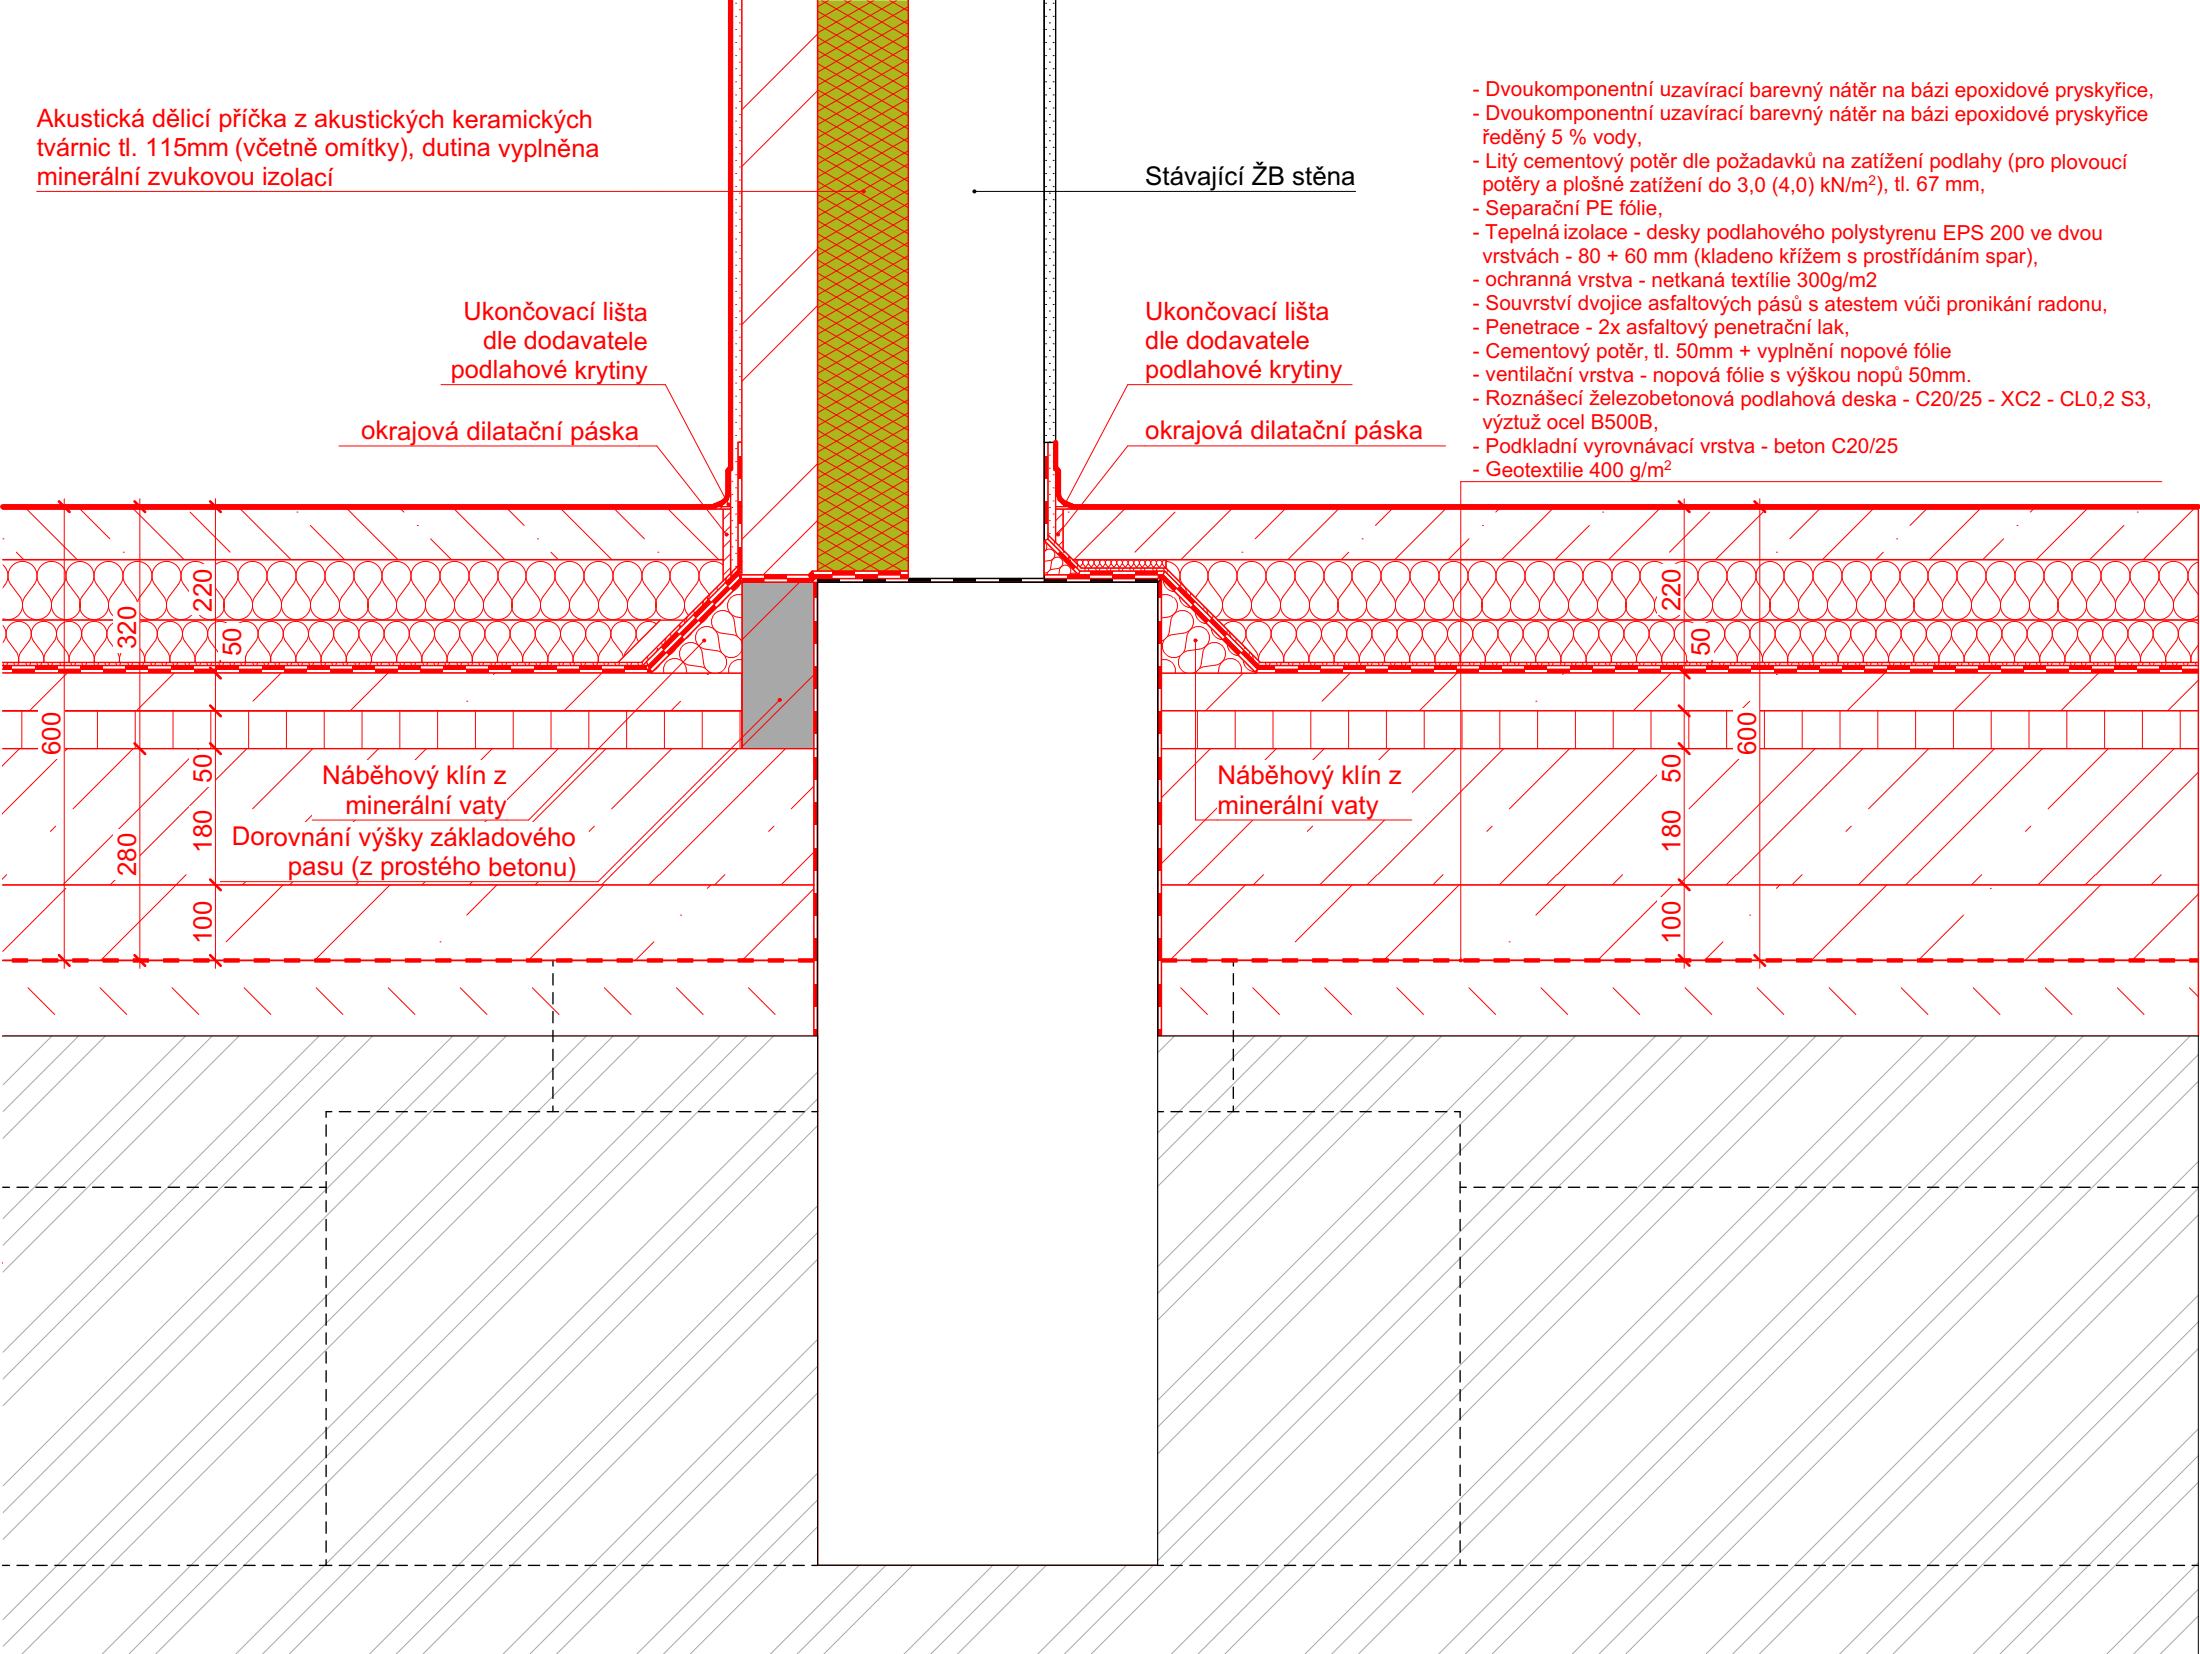 Akustická dělicí příčka z akustických keramických
tvárnic tl. 115mm (včetně omítky), dutina vyplněna
minerální zvukovou izolací
Stávající ŽB stěna
- Dvoukomponentní uzavírací barevný nátěr na bázi epoxidové pryskyřice,
- Dvoukomponentní uzavírací barevný nátěr na bázi epoxidové pryskyřice
ředěný 5 % vody,
- Litý cementový potěr dle požadavků na zatížení podlahy (pro plovoucí
potěry a plošné zatížení do 3,0 (4,0) kN/m²), tl. 67 mm,
- Separační PE fólie,
- Tepelná izolace - desky podlahového polystyrenu EPS 200 ve dvou
vrstvách - 80 + 60 mm (kladeno křížem s prostřídáním spar),
- ochranná vrstva - netkaná textílie 300g/m2
- Souvrství dvojice asfaltových pásů s atestem vúči pronikání radonu,
- Penetrace - 2x asfaltový penetrační lak,
- Cementový potěr, tl. 50mm + vyplnění nopové fólie
- ventilační vrstva - nopová fólie s výškou nopů 50mm.
- Roznášecí železobetonová podlahová deska - C20/25 - XC2 - CL0,2 S3,
výztuž ocel B500B,
- Podkladní vyrovnávací vrstva - beton C20/25
- Geotextilie 400 g/m²
Ukončovací lišta
dle dodavatele
podlahové krytiny
okrajová dilatační páska
Ukončovací lišta
dle dodavatele
podlahové krytiny
okrajová dilatační páska
600
320
280
220
50
50
180
100
Náběhový klín z
minerální vaty
Dorovnání výšky základového
pasu (z prostého betonu)
Náběhový klín z
minerální vaty
220
50
50
180
100
600